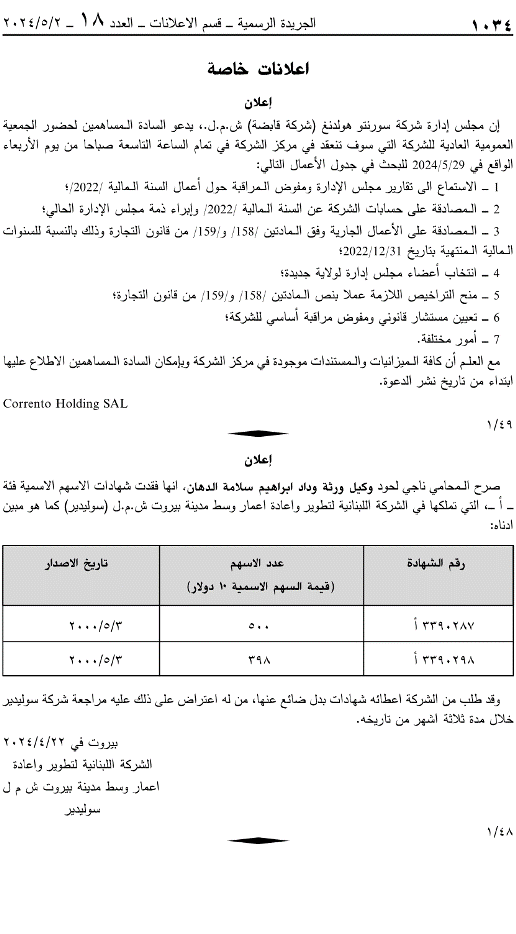 ١٠٣٤ الجريدة الرسمية ــ قسم الاعلانات ــ العدد ١٨ ــ ٢٠٢٤/٥/٢
اعلانات خاصة
إعلان
إن مجلس إدارة شركة سورنتو هولدنغ (شركة قابضة) ش.م.ل.، يدعو السادة المساهمين لحضور الجمعية
العمومية العادية للشركة التي سوف تنعقد في مركز الشركة في تمام الساعة التاسعة صباحا من يوم الأربعاء
الواقع في 2024/5/29 للبحث في جدول الأعمال التالي:
1 ــ الاستماع الى تقارير مجلس الإدارة ومفوض المراقبة حول أعمال السنة المالية /2022/؛
2 ــ المصادقة على حسابات الشركة عن السنة المالية /2022/ وإبراء ذمة مجلس الإدارة الحالي؛
3 ــ المصادقة على الأعمال الجارية وفق المادتين /158/ و/159/ من قانون التجارة وذلك بالنسبة للسنوات
المالية المنتهية بتاريخ 2022/12/31؛
4 ــ انتخاب أعضاء مجلس إدارة لولاية جديدة؛
5 ــ منح التراخيص اللازمة عملا بنص المادتين /158/ و/159/ من قانون التجارة؛
6 ــ تعيين مستشار قانوني ومفوض مراقبة أساسي للشركة؛
7 ــ أمور مختلفة.
مع العلم أن كافة الميزانيات والمستندات موجودة في مركز الشركة وبإمكان السادة المساهمين الاطلاع عليها
ابتداء من تاريخ نشر الدعوة.
Corrento Holding SAL
١/٤٩
إعلان
صرح المحامي ناجي لحود وكيل ورثة وداد ابراهيم سلامة الدهان، انها فقدت شهادات الاسهم الاسمية فئة
ــ أ ــ، التي تملكها في الشركة اللبنانية لتطوير واعادة اعمار وسط مدينة بيروت ش.م.ل (سوليدير) كما هو مبين
ادناه:
رقم الشهادة عدد الاسهم تاريخ الاصدار
(قيمة السهم الاسمية ١٠ دولار)
٣٣٩٠٢٨٧ أ ٥٠٠ ٢٠٠٠/٥/٣
٣٣٩٠٢٩٨ أ ٣٩٨ ٢٠٠٠/٥/٣
وقد طلب من الشركة اعطائه شهادات بدل ضائع عنها، من له اعتراض على ذلك عليه مراجعة شركة سوليدير
خلال مدة ثلاثة اشهر من تاريخه.
بيروت في ٢٠٢٤/٤/٢٢
الشركة اللبنانية لتطوير واعادة
اعمار وسط مدينة بيروت ش م ل
سوليدير
١/٤٨